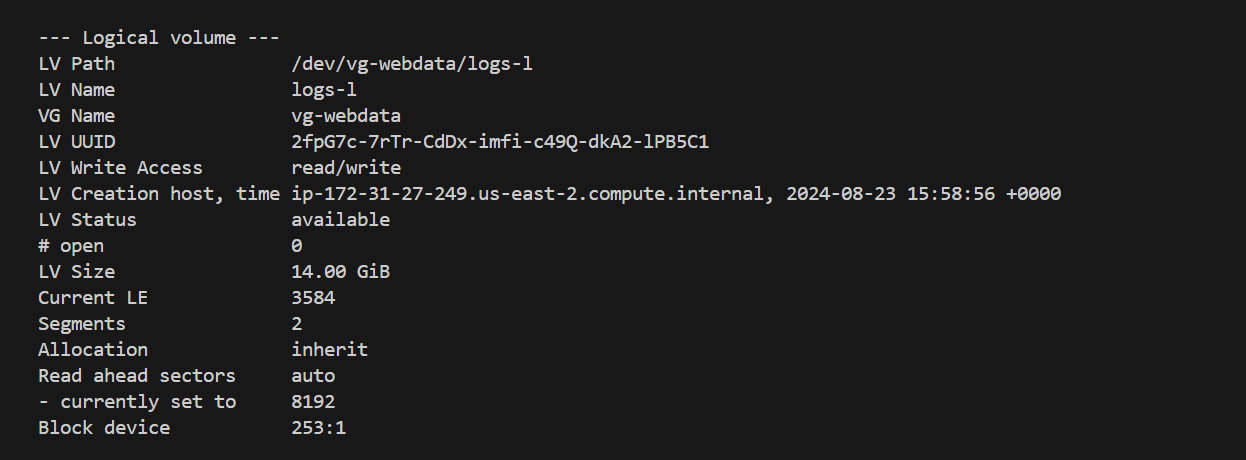 --- Logical volume ---
LV Path                /dev/vg-webdata/logs-l
LV Name                logs-l
VG Name                vg-webdata
LV UUID                2fpG7c-7rTr-CdDx-imfi-c49Q-dkA2-lPB5C1
LV Write Access        read/write
LV Creation host, time ip-172-31-27-249.us-east-2.compute.internal, 2024-08-23 15:58:56 +0000
LV Status              available
# open                 0
LV Size                14.00 GiB
Current LE             3584
Segments               2
Allocation             inherit
Read ahead sectors     auto
- currently set to     8192
Block device           253:1